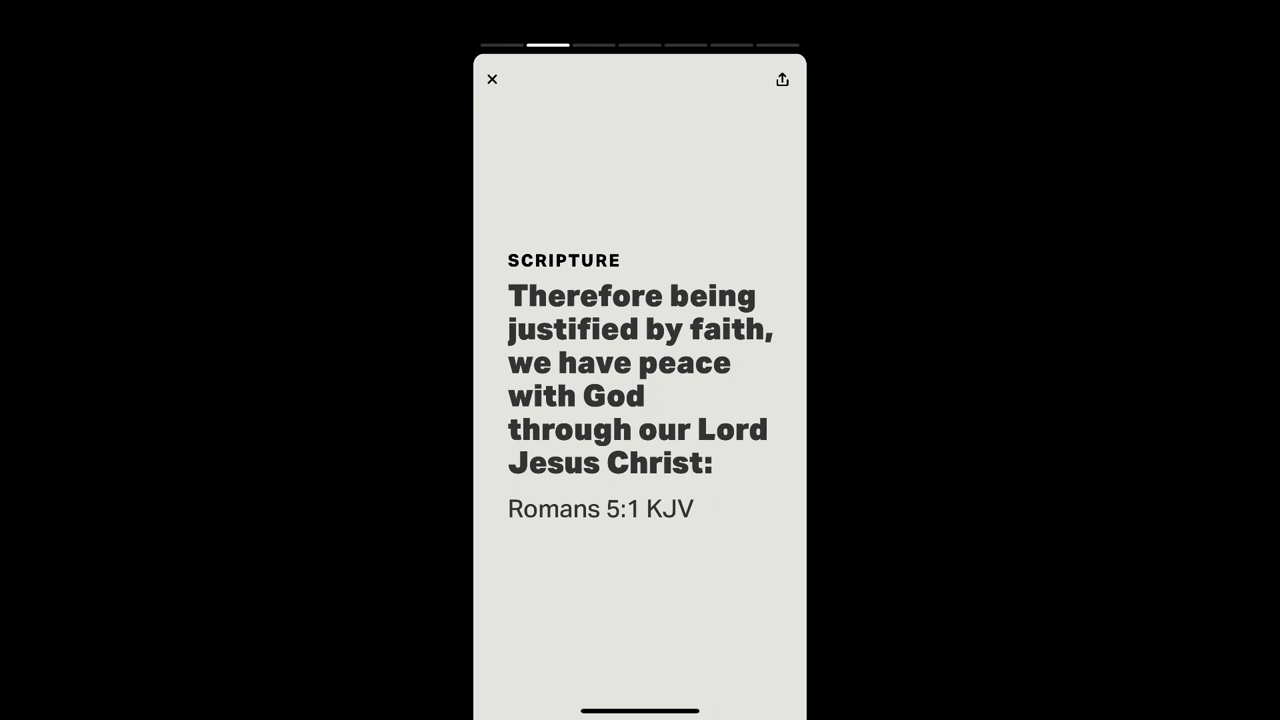 SCRIPTURE
Therefore being
justified by faith,
we have peace
with God
through our Lord
Jesus Christ:
Romans 5:1 KJV